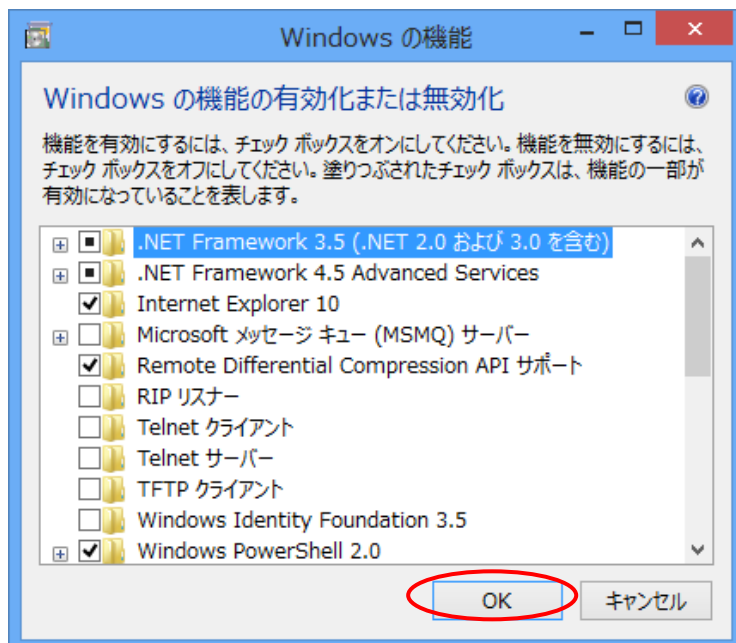 Windows の機能
Windows の機能の有効化または無効化
機能を有効にするには、チェック ボックスをオンにしてください。機能を無効にするには、
チェック ボックスをオフにしてください。塗りつぶされたチェック ボックスは、機能の一部が
有効になっていることを表します。
.NET Framework 3.5 (.NET 2.0 および 3.0 を含む)
.NET Framework 4.5 Advanced Services
Internet Explorer 10
Microsoft メッセージ キュー (MSMQ) サーバー
Remote Differential Compression API サポート
RIP リスナー
Telnet クライアント
Telnet サーバー
TFTP クライアント
Windows Identity Foundation 3.5
Windows PowerShell 2.0
OK キャンセル